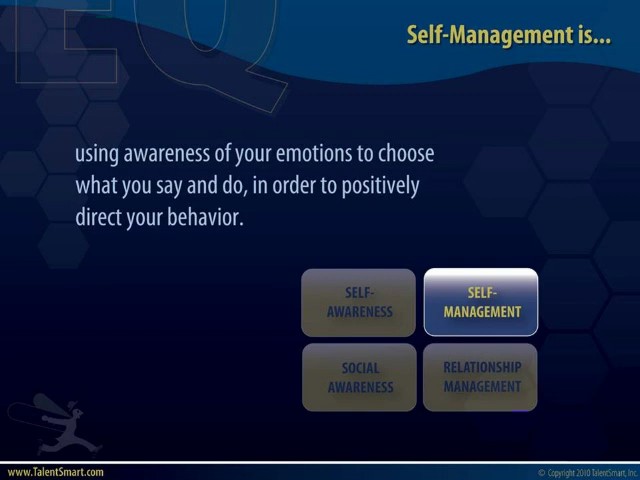 EQ
Self-Management is...
using awareness of your emotions to choose
what you say and do, in order to positively
direct your behavior.
SELF-
AWARENESS
SELF-
MANAGEMENT
SOCIAL
AWARENESS
RELATIONSHIP
MANAGEMENT
www.TalentSmart.com
© Copyright 2010 TalentSmart, Inc.